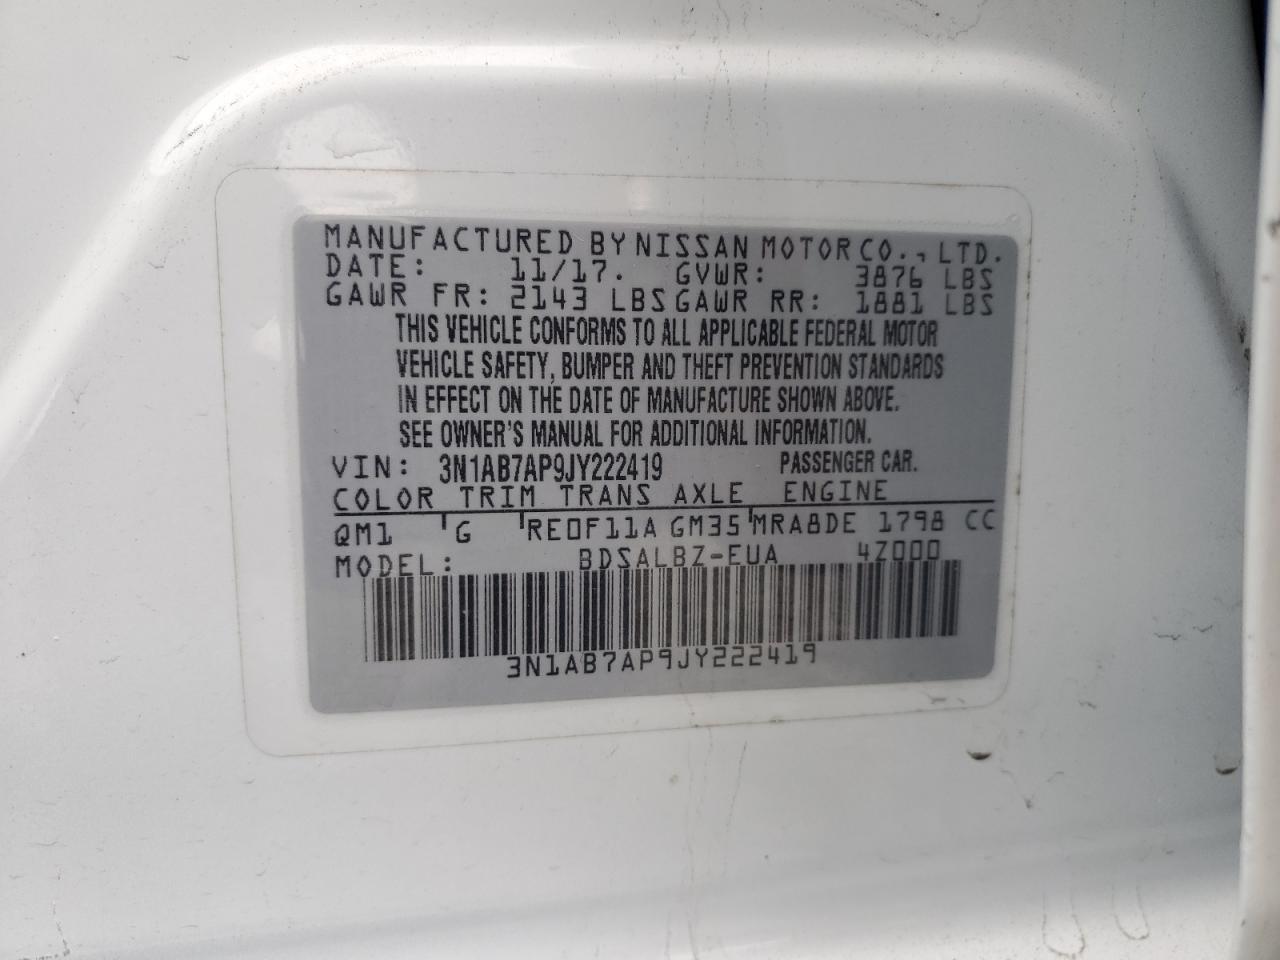 MANUFACTURED BY NISSAN MOTOR CO., LTD.
DATE: 11/17. GVWR: 3876 LBS
GAWR FR: 2143 LBS GAWR RR: 1881 LBS
THIS VEHICLE CONFORMS TO ALL APPLICABLE FEDERAL MOTOR
VEHICLE SAFETY, BUMPER AND THEFT PREVENTION STANDARDS
IN EFFECT ON THE DATE OF MANUFACTURE SHOWN ABOVE.
SEE OWNER'S MANUAL FOR ADDITIONAL INFORMATION.
VIN: 3N1AB7AP9JY222419 PASSENGER CAR.
COLOR TRIM TRANS AXLE ENGINE
QM1 G RE0F11A GM35 MRA8DE 1798 CC
MODEL: BDSALBZ-EUA 4Z000
3N1AB7AP9JY222419